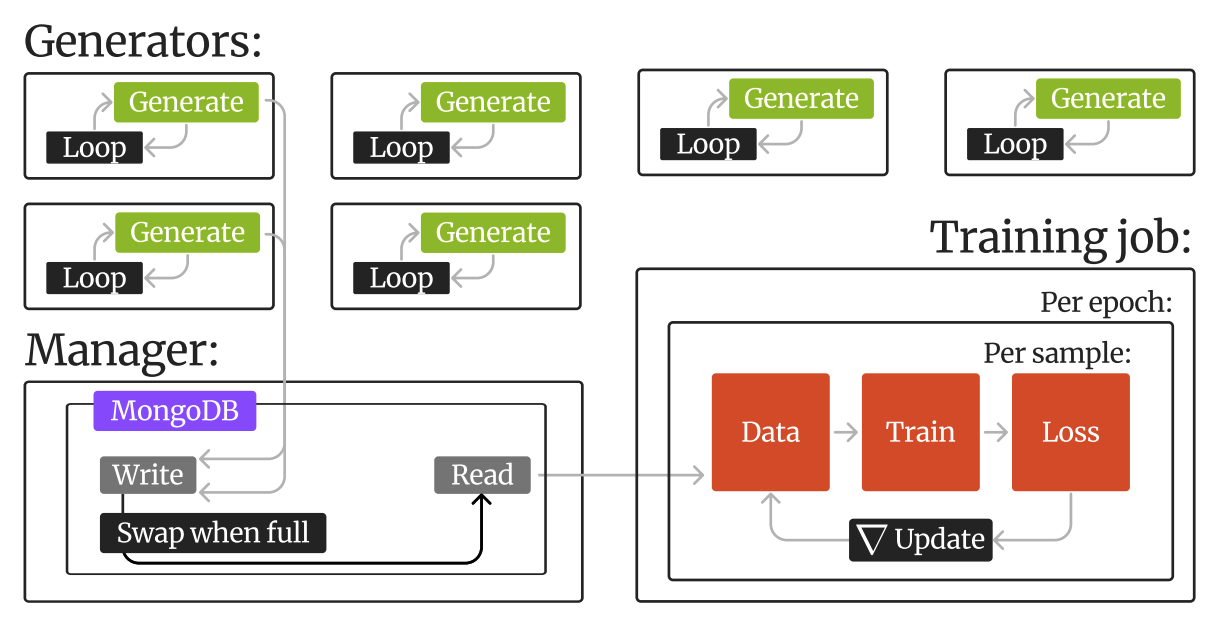 Generators:
Generate
Loop
Generate
Loop
Generate
Loop
Generate
Loop
Generate
Loop
Generate
Loop
Manager:
MongoDB
Write
Read
Swap when full
Training job:
Per epoch:
Per sample:
Data
Train
Loss
▽ Update